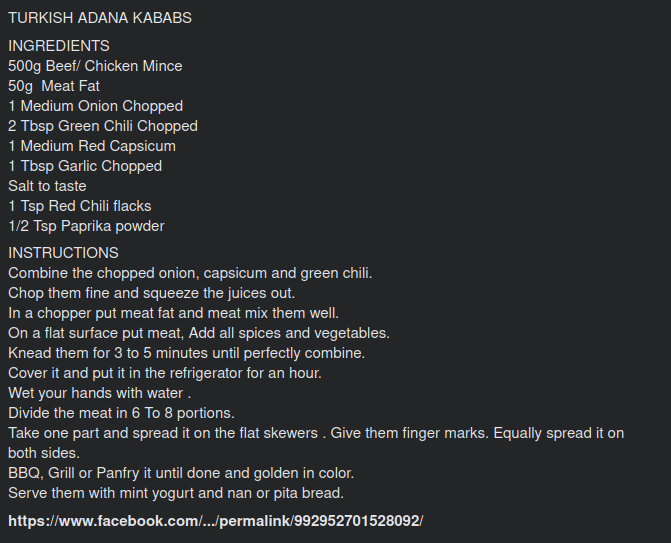 TURKISH ADANA KABABS
INGREDIENTS
500g Beef/ Chicken Mince
50g  Meat Fat
1 Medium Onion Chopped
2 Tbsp Green Chili Chopped
1 Medium Red Capsicum
1 Tbsp Garlic Chopped
Salt to taste
1 Tsp Red Chili flacks
1/2 Tsp Paprika powder
INSTRUCTIONS
Combine the chopped onion, capsicum and green chili.
Chop them fine and squeeze the juices out.
In a chopper put meat fat and meat mix them well.
On a flat surface put meat, Add all spices and vegetables.
Knead them for 3 to 5 minutes until perfectly combine.
Cover it and put it in the refrigerator for an hour.
Wet your hands with water .
Divide the meat in 6 To 8 portions.
Take one part and spread it on the flat skewers . Give them finger marks. Equally spread it on
both sides.
BBQ, Grill or Panfry it until done and golden in color.
Serve them with mint yogurt and nan or pita bread.
https://www.facebook.com/.../permalink/992952701528092/